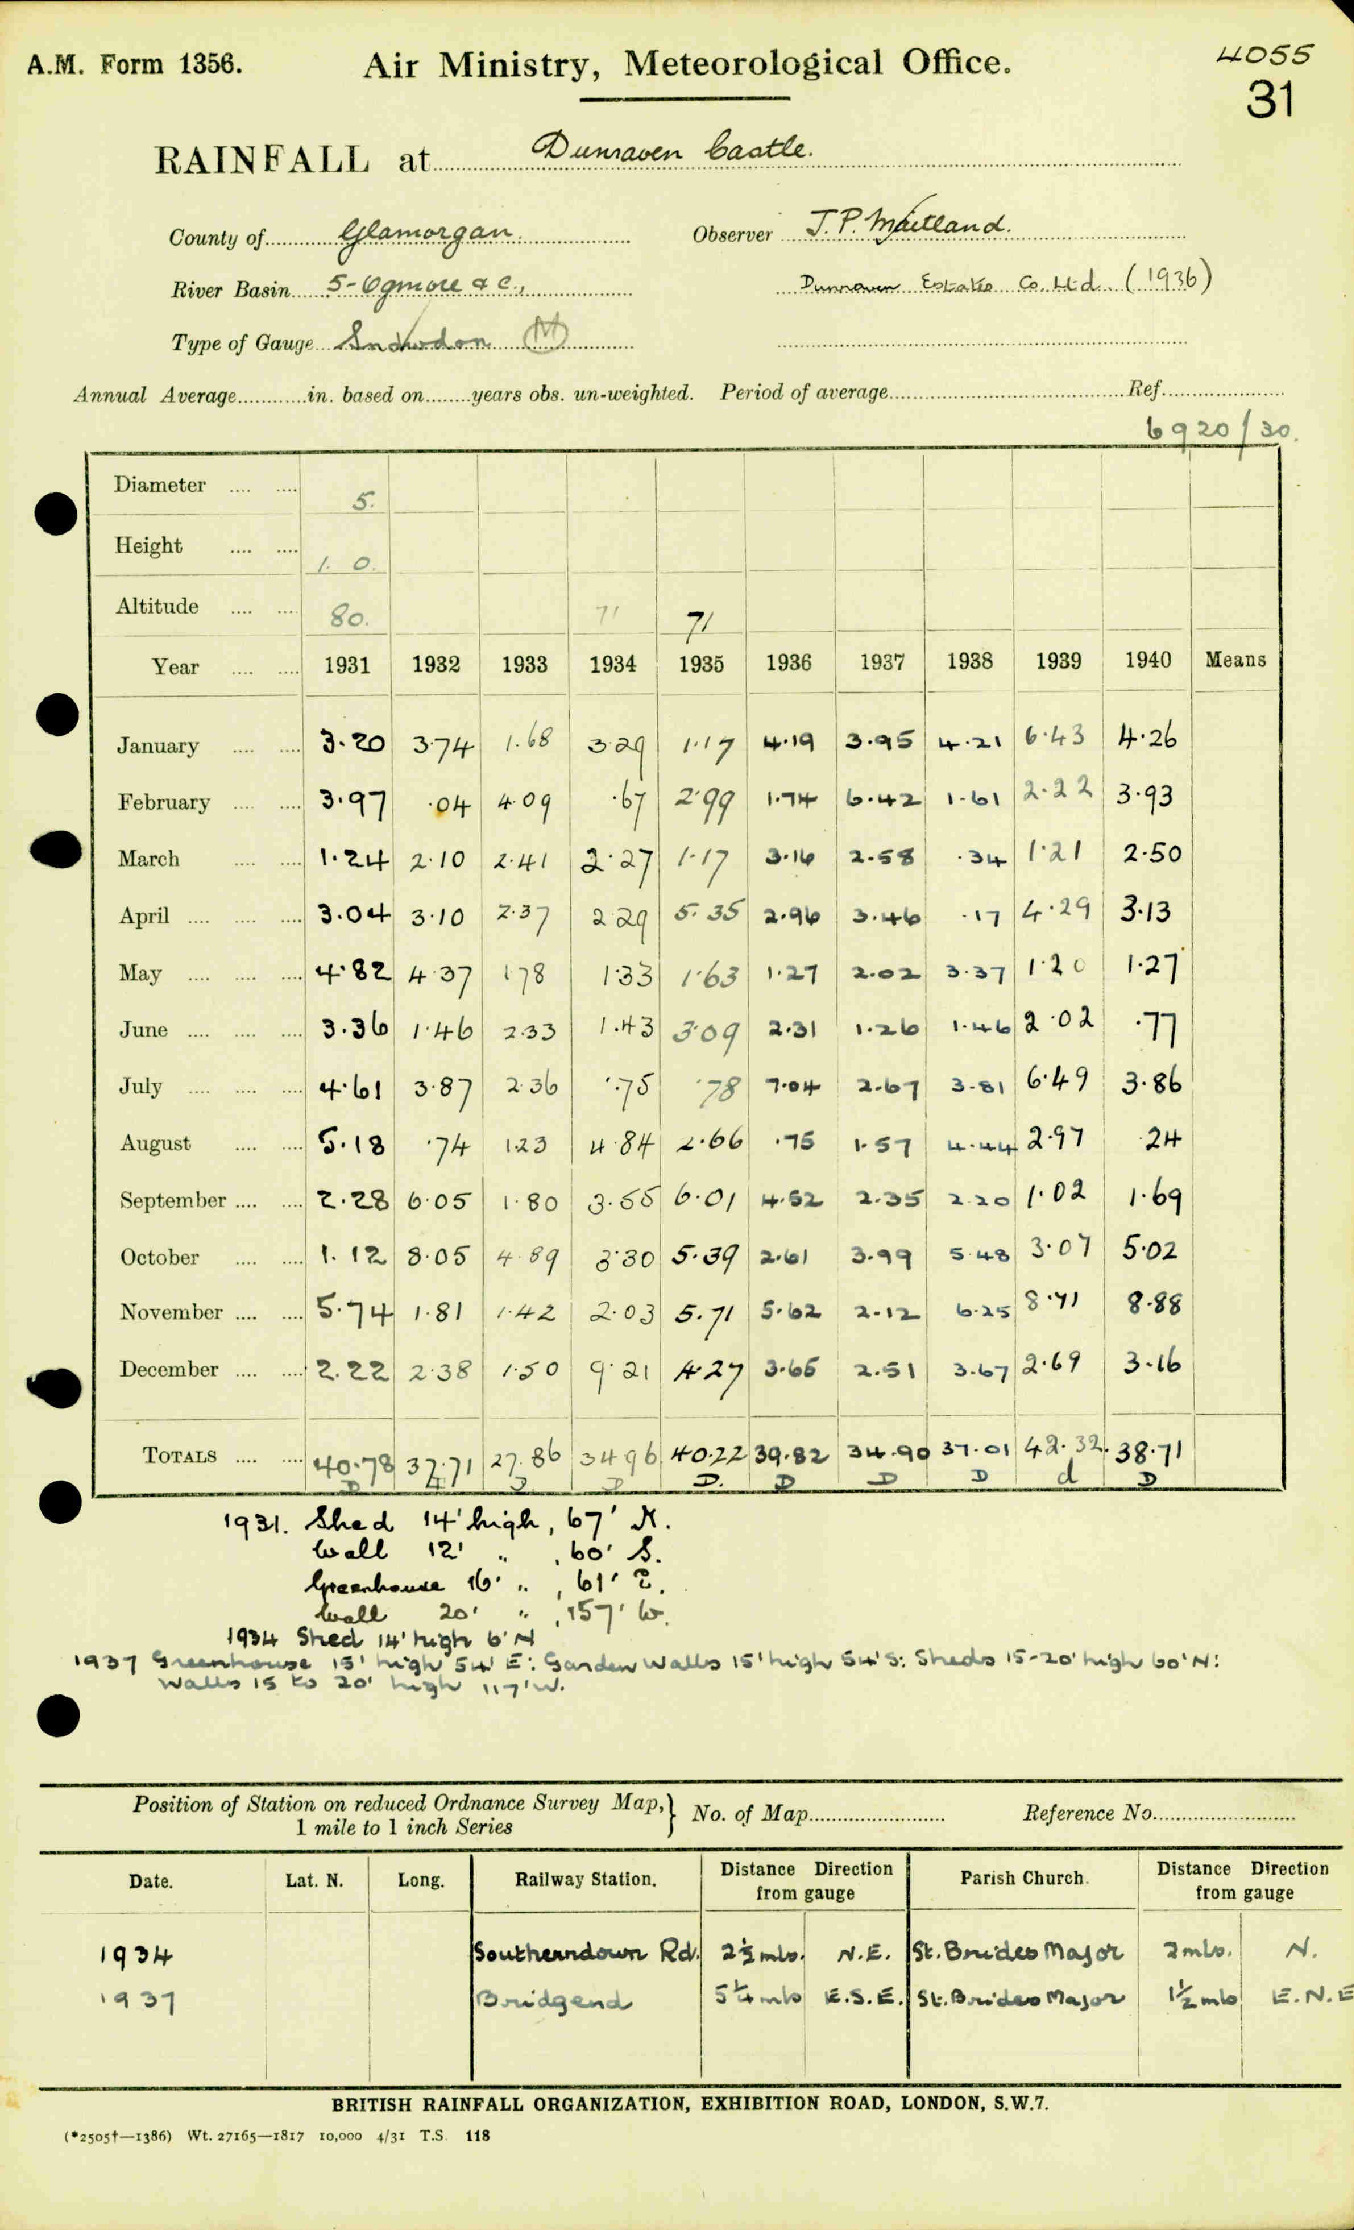 A.M. Form 1356. Air Ministry, Meteorological Office. 4055
31
RAINFALL at Dunraven Castle.
County of Glamorgan. Observer J.P. Maitland.
River Basin 5-Ogmore &c., Dunraven Estates Co. Ltd. (1936)
Type of Gauge Snowdon (M)
Annual Average in. based on years obs. un-weighted. Period of average Ref.
6920/30.
Diameter 5.
Height 1. 0.
Altitude 80. 71 71
Year 1931 1932 1933 1934 1935 1936 1937 1938 1939 1940 Means
January 3.20 3.74 1.68 3.29 1.17 4.19 3.95 4.21 6.43 4.26
February 3.97 .04 4.09 .67 2.99 1.74 6.42 1.61 2.22 3.93
March 1.24 2.10 2.41 2.27 1.17 3.16 2.58 .34 1.21 2.50
April 3.04 3.10 2.37 2.29 5.35 2.96 3.46 .17 4.29 3.13
May 4.82 4.37 1.78 1.33 1.63 1.27 2.02 3.37 1.20 1.27
June 3.36 1.46 2.33 1.43 3.09 2.31 1.26 1.46 2.02 .77
July 4.61 3.87 2.36 .75 .78 7.04 2.67 3.81 6.49 3.86
August 5.18 .74 1.23 4.84 2.66 .75 1.57 4.44 2.97 .24
September 2.28 6.05 1.80 3.55 6.01 4.52 2.35 2.20 1.02 1.69
October 1.12 8.05 4.89 3.30 5.39 2.61 3.99 5.48 3.07 5.02
November 5.74 1.81 1.42 2.03 5.71 5.62 2.12 6.25 8.71 8.88
December 2.22 2.38 1.50 9.21 4.27 3.65 2.51 3.67 2.69 3.16
TOTALS 40.78 37.71 27.86 34.96 40.22 39.82 34.90 37.01 42.32 38.71
D D D D. D D D d D
1931. Shed 14' high, 67' N.
Wall 12' " , 60' S.
Greenhouse 16' " , 61' E.
Wall 20' " , 157' W.
1934 Shed 14' high 6' N
1937 Greenhouse 15' high 54' E: Garden Walls 15' high 54' S: Sheds 15-20' high 60' N:
Walls 15 to 20' high 117' W.
Position of Station on reduced Ordnance Survey Map, } No. of Map Reference No.
1 mile to 1 inch Series
Date. Lat. N. Long. Railway Station. Distance Direction from gauge Parish Church. Distance Direction from gauge
1934 Southerndown Rd. 2½ mls. N.E. St. Brides Major 2 mls. N.
1937 Bridgend 5¼ mls E.S.E. St. Brides Major 1½ mls E.N.E
BRITISH RAINFALL ORGANIZATION, EXHIBITION ROAD, LONDON, S.W.7.
(*2505†—1386) Wt. 27165—1817 10,000 4/31 T.S. 118